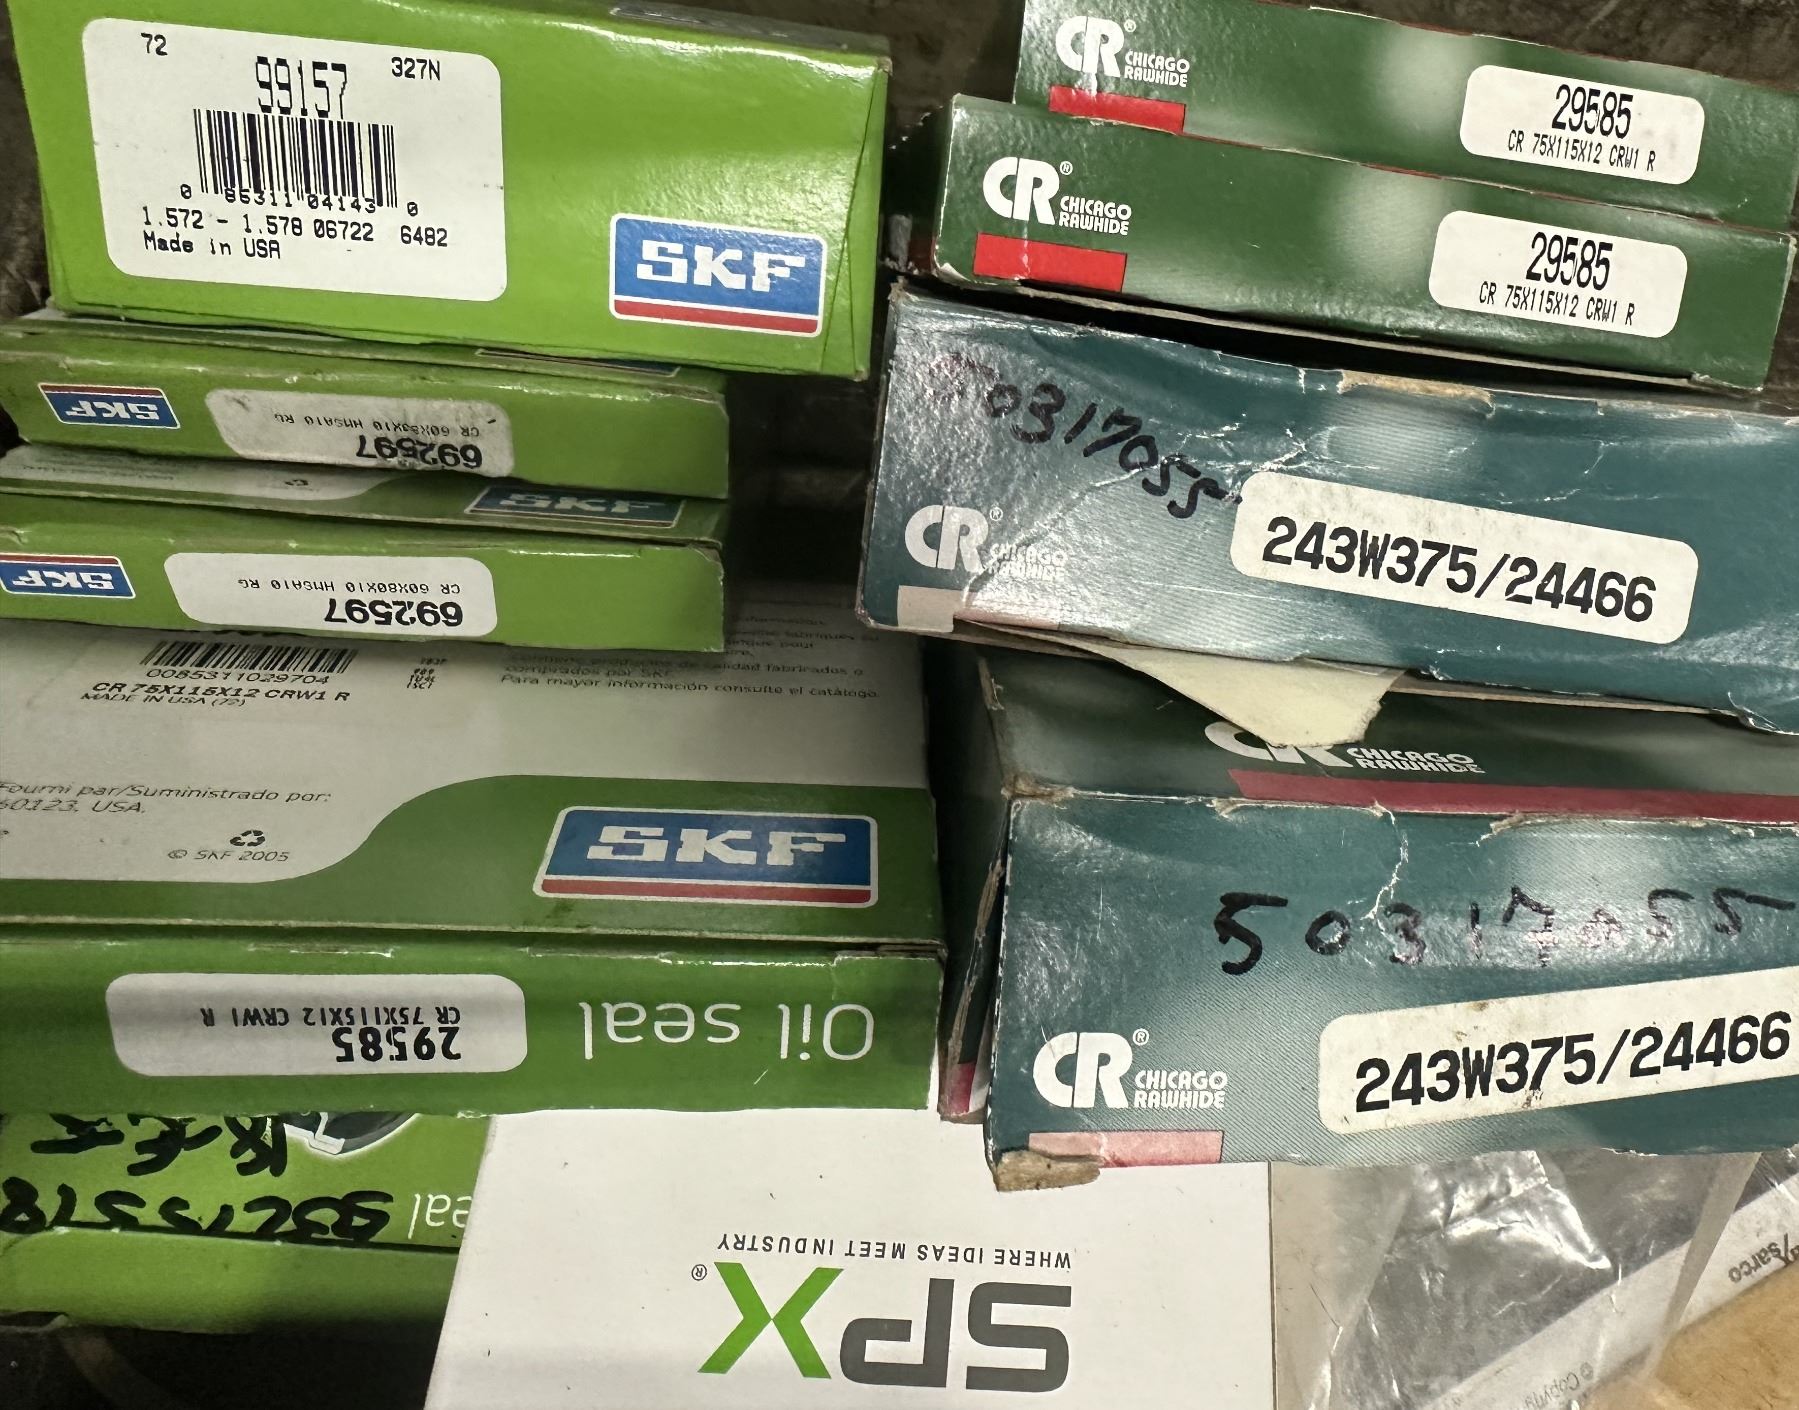 72
99157
327N
0 85311 04143 0
1.572 - 1.578 06722 6482
Made in USA
SKF
SKF
CR 60X80X10 HMSA10 RG
692597
SKF
SKF
CR 60X80X10 HMSA10 RG
692597
0085311029704
CR 75X115X12 CRW1 R
MADE IN USA (72)
Para mayor información consulte el catálogo
Fourni par/Suministrado por:
60123, USA.
© SKF 2005
SKF
29585
CR 75X115X12 CRW1 R
Oil seal
eal
SPX®
WHERE IDEAS MEET INDUSTRY
CR® CHICAGO RAWHIDE
29585
CR 75X115X12 CRW1 R
CR® CHICAGO RAWHIDE
29585
CR 75X115X12 CRW1 R
50317055
CR® CHICAGO RAWHIDE
243W375/24466
CR CHICAGO RAWHIDE
50317055
CR® CHICAGO RAWHIDE
243W375/24466
sarco